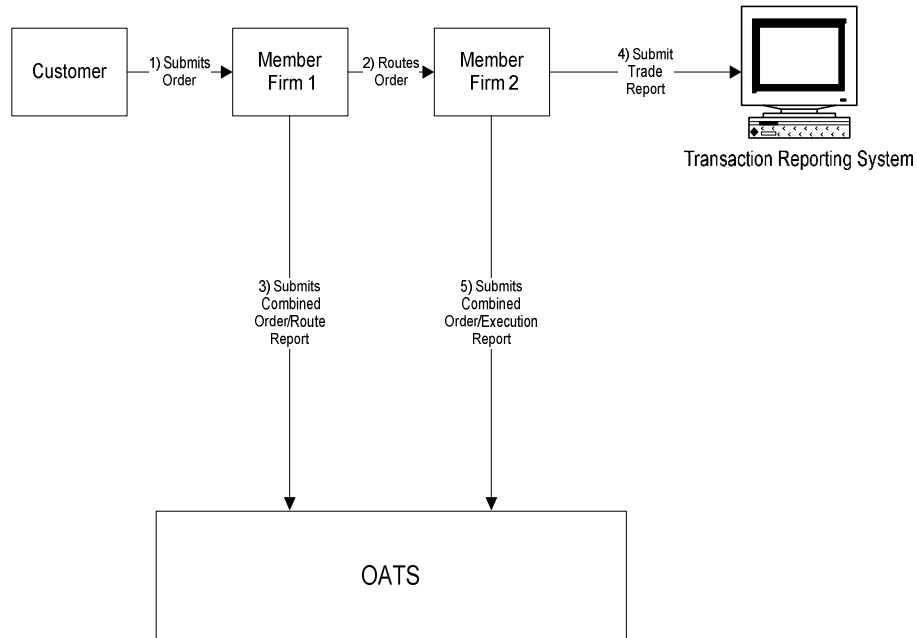 Customer
1) Submits
Order
Member
Firm 1
2) Routes
Order
Member
Firm 2
4) Submit
Trade
Report
Transaction Reporting System
3) Submits
Combined
Order/Route
Report
5) Submits
Combined
Order/Execution
Report
OATS